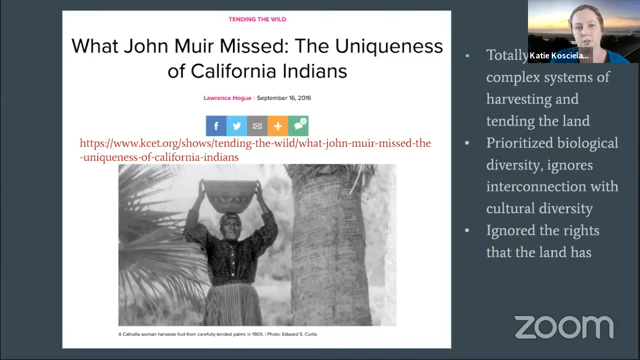 TENDING THE WILD
What John Muir Missed: The Uniqueness
of California Indians
Lawrence Hogue | September 16, 2016
https://www.kcet.org/shows/tending-the-wild/what-john-muir-missed-the
-uniqueness-of-california-indians
A Cahuilla woman harvests fruit from carefully-tended palms in 1905. | Photo: Edward S. Curtis
Katie Kosciela...
▪ Totally
complex systems of
harvesting and
tending the land
▪ Prioritized biological
diversity, ignores
interconnection with
cultural diversity
▪ Ignored the rights
that the land has
zoom